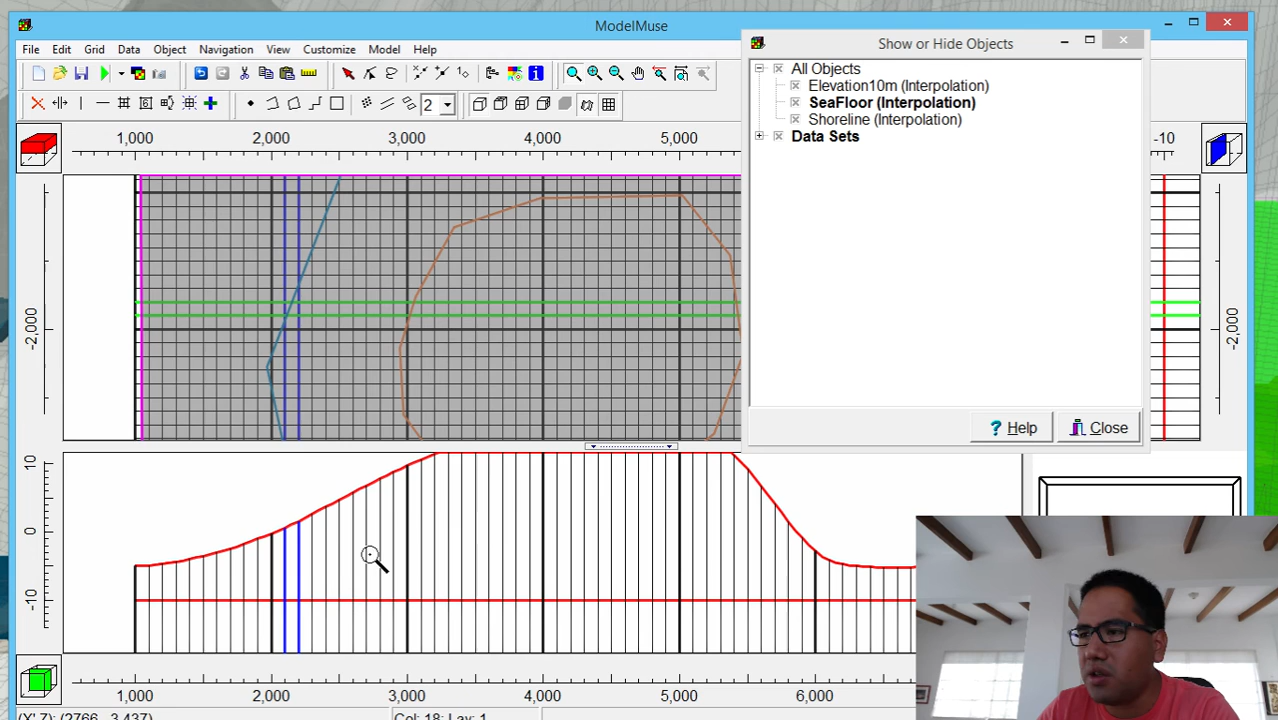 ModelMuse
File Edit Grid Data Object Navigation View Customize Model Help
2
1,000 2,000 3,000 4,000 5,000 -10
-2,000
-2,000
Show or Hide Objects
All Objects
Elevation10m (Interpolation)
SeaFloor (Interpolation)
Shoreline (Interpolation)
Data Sets
? Help
Close
10
0
-10
1,000 2,000 3,000 4,000 5,000 6,000
(X', Z): (2766, -3.437) Col: 18; Lay: 1